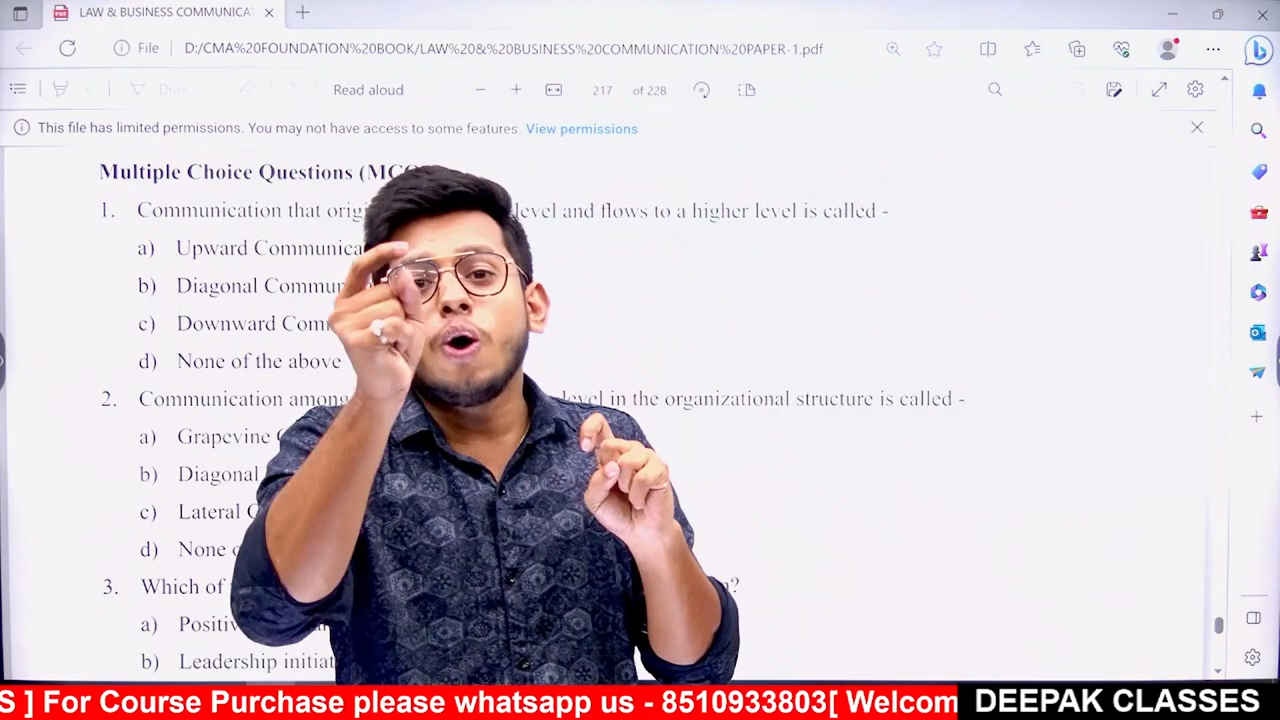 LAW & BUSINESS COMMUNICA
File D:/CMA%20FOUNDATION%20BOOK/LAW%20&%20BUSINESS%20COMMUNICATION%20PAPER-1.pdf
Draw Read aloud 217 of 228
This file has limited permissions. You may not have access to some features. View permissions
Multiple Choice Questions (MCQ
1. Communication that orig level and flows to a higher level is called -
a) Upward Communica
b) Diagonal Commun
c) Downward Com
d) None of the above
2. Communication among level in the organizational structure is called -
a) Grapevine
b) Diagonal
c) Lateral C
d) None o
3. Which of ?
a) Positiv
b) Leadership initiat
S ] For Course Purchase please whatsapp us - 8510933803[ Welcom
DEEPAK CLASSES